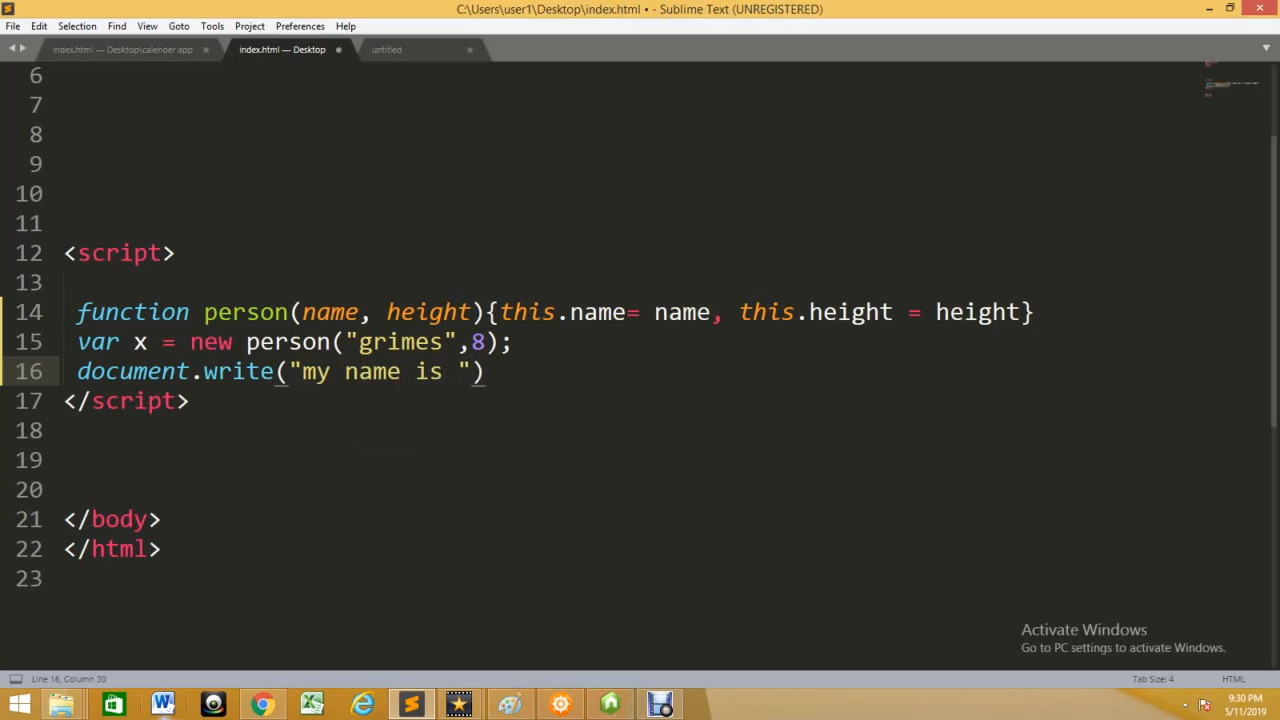 C:\Users\user1\Desktop\index.html • - Sublime Text (UNREGISTERED)
File Edit Selection Find View Goto Tools Project Preferences Help
index.html — Desktop\calender app index.html — Desktop untitled
6
7
8
9
10
11
12 <script>
13
14 function person(name, height){this.name= name, this.height = height}
15 var x = new person("grimes",8);
16 document.write("my name is ")
17 </script>
18
19
20
21 </body>
22 </html>
23
Activate Windows
Go to PC settings to activate Windows.
Line 16, Column 30 Tab Size: 4 HTML
9:30 PM
5/11/2019